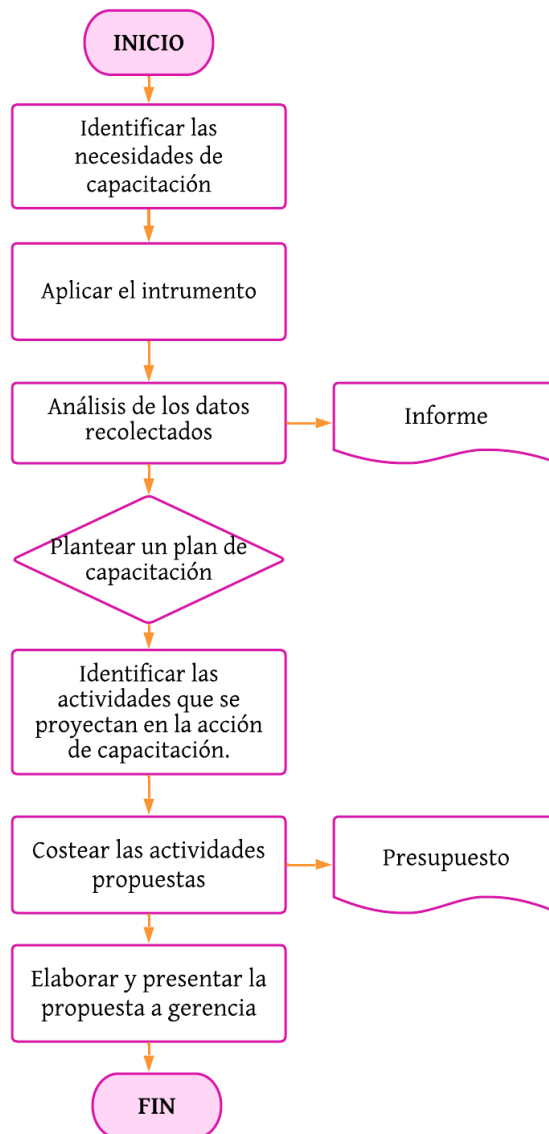 INICIO
Identificar las
necesidades de
capacitación
Aplicar el intrumento
Análisis de los datos
recolectados
Informe
Plantear un plan de
capacitación
Identificar las
actividades que se
proyectan en la acción
de capacitación.
Costear las actividades
propuestas
Presupuesto
Elaborar y presentar la
propuesta a gerencia
FIN